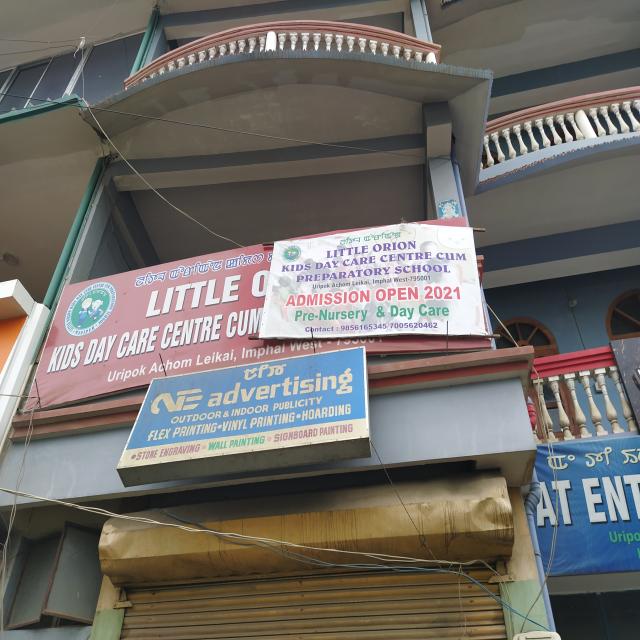 LITTLE O
KIDS DAY CARE CENTRE CUM
Uripok Achom Leikai, Imphal West - 795001
LITTLE ORION
KIDS DAY CARE CENTRE CUM
PREPARATORY SCHOOL
Uripok Achom Leikai, Imphal West-795001
ADMISSION OPEN 2021
Pre-Nursery & Day Care
Contact : 9856165345/7005620462
NE advertising
OUTDOOR & INDOOR PUBLICITY
FLEX PRINTING•VINYL PRINTING•HOARDING
•STONE ENGRAVING•WALL PAINTING•SIGNBOARD PAINTING
AT ENT
Uripo